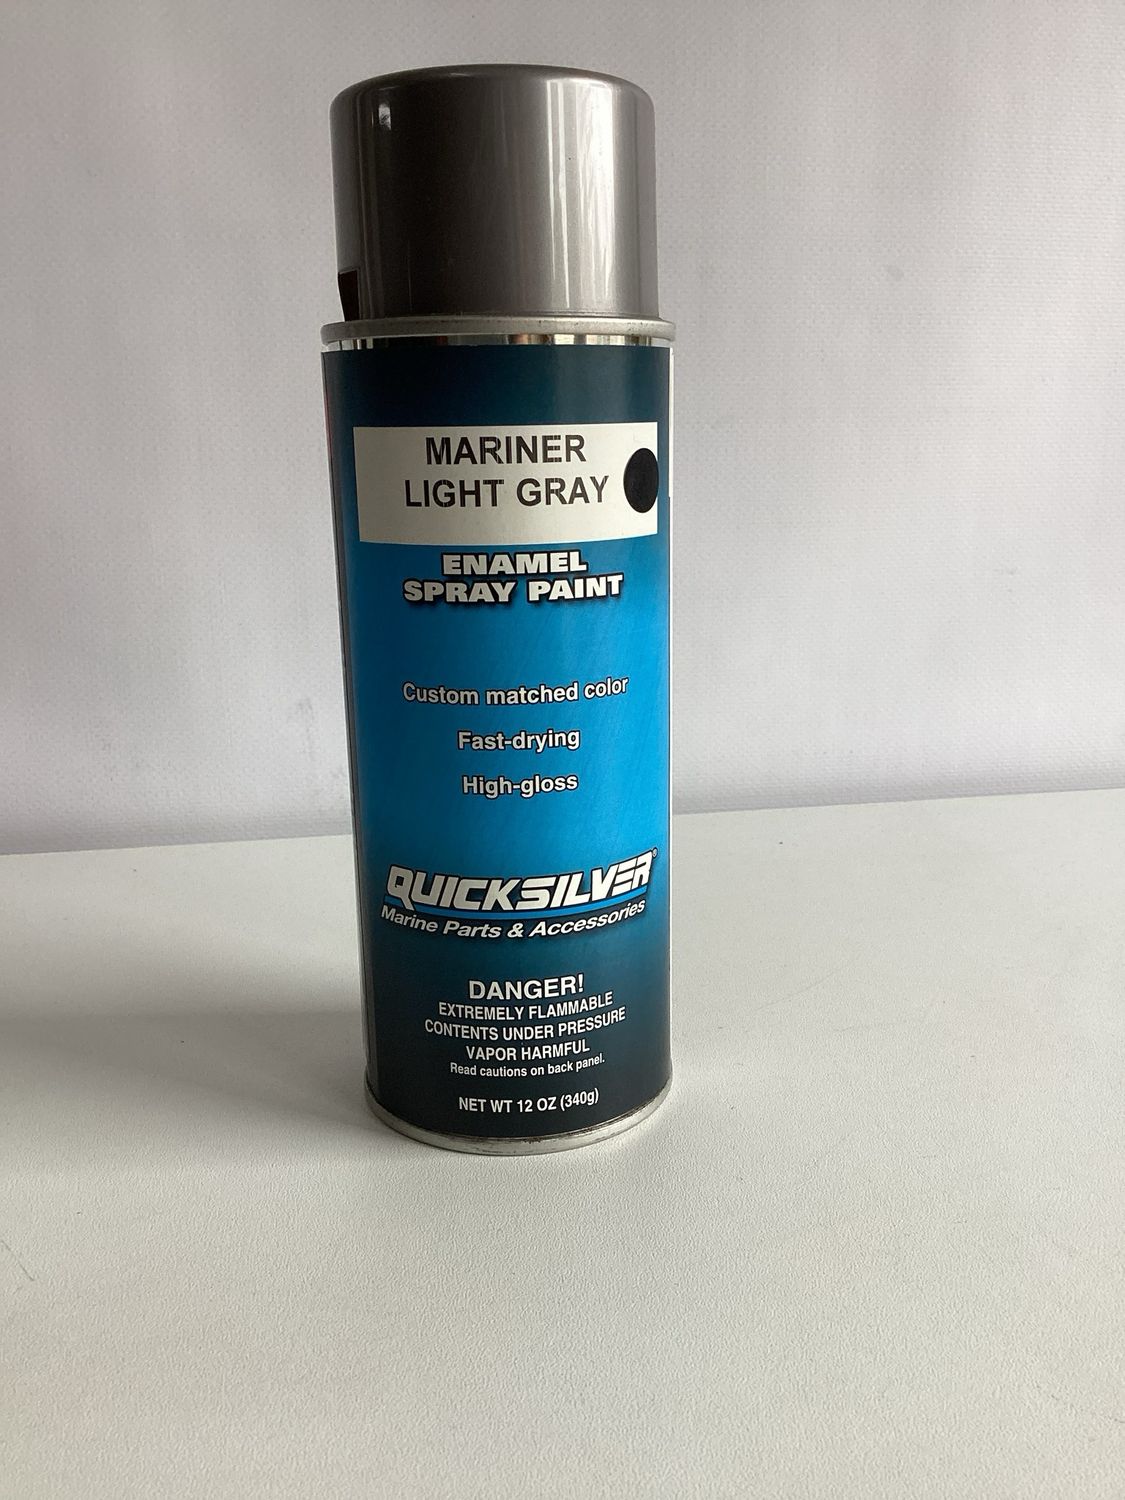 MARINER
LIGHT GRAY
ENAMEL
SPRAY PAINT
Custom matched color
Fast-drying
High-gloss
QUICKSILVER®
Marine Parts & Accessories
DANGER!
EXTREMELY FLAMMABLE
CONTENTS UNDER PRESSURE
VAPOR HARMFUL
Read cautions on back panel.
NET WT 12 OZ (340g)